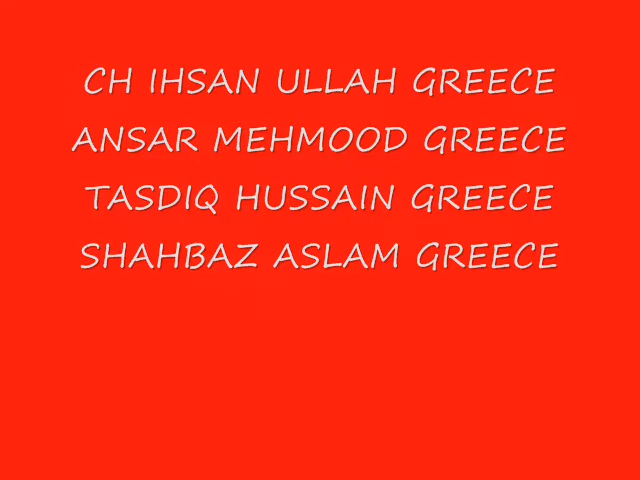 CH IHSAN ULLAH GREECE
ANSAR MEHMOOD GREECE
TASDIQ HUSSAIN GREECE
SHAHBAZ ASLAM GREECE